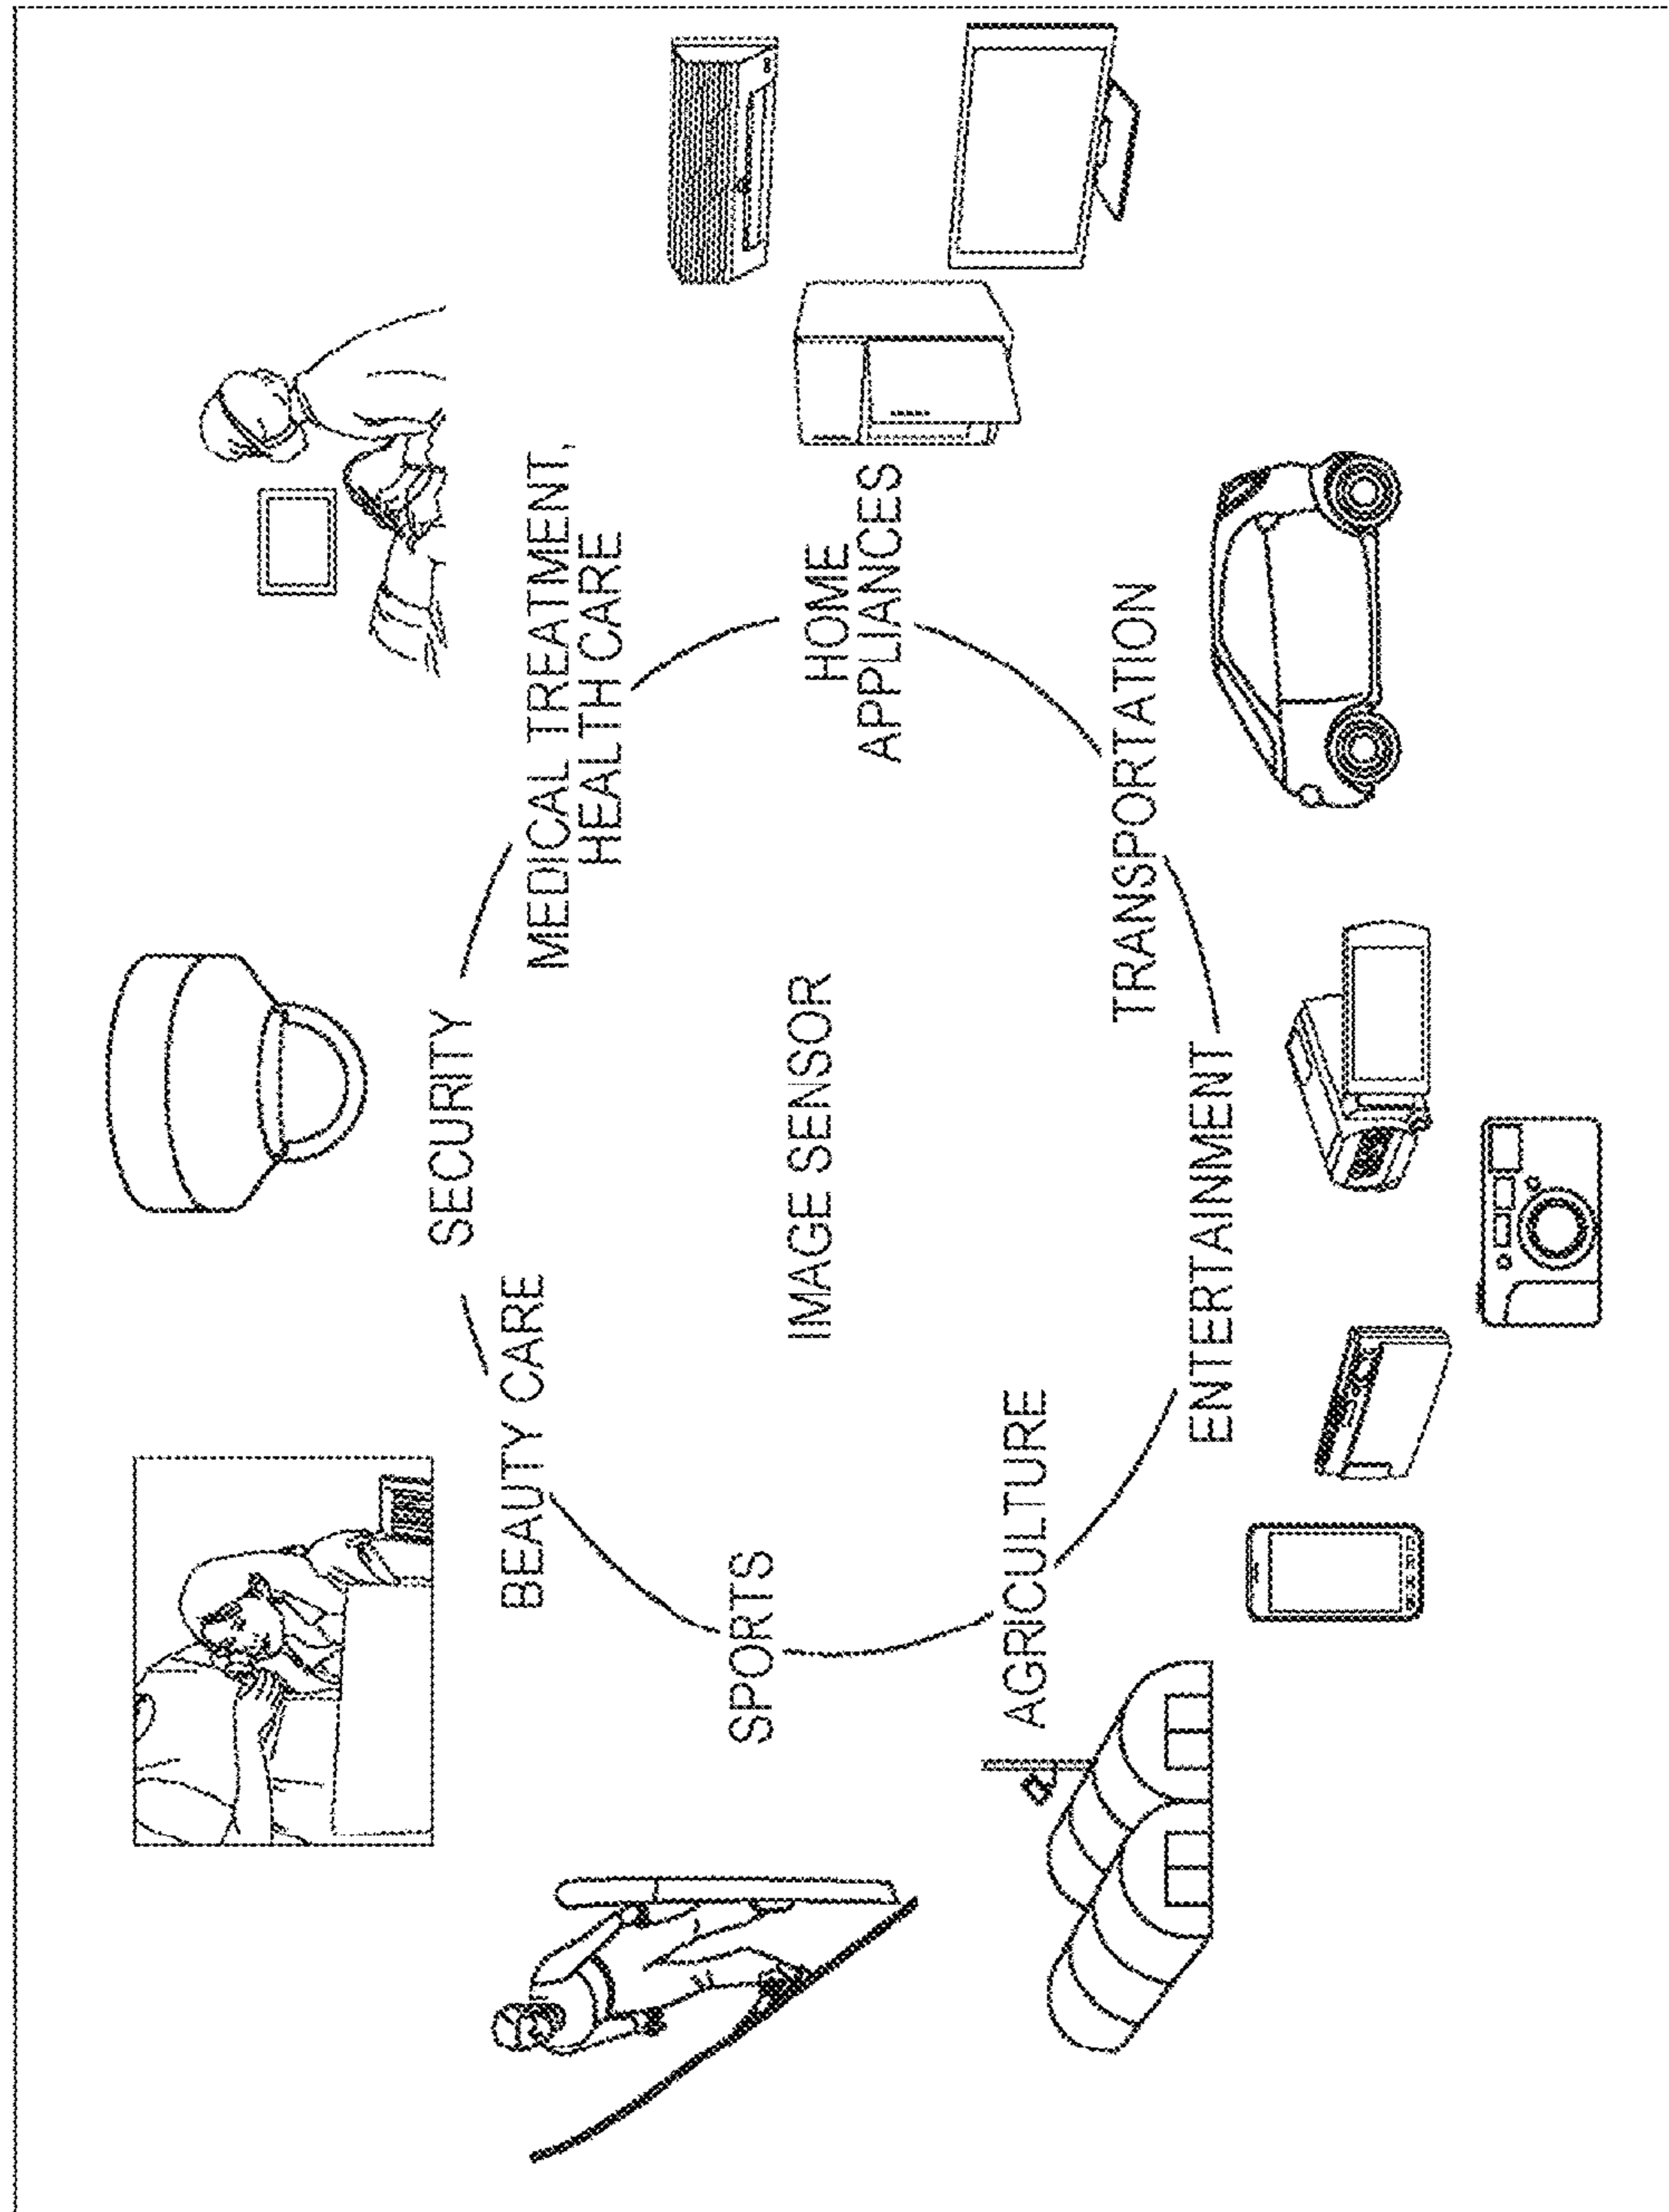 SECURITY
MEDICAL TREATMENT,
HEALTH CARE
HOME
APPLIANCES
TRANSPORTATION
ENTERTAINMENT
AGRICULTURE
SPORTS
BEAUTY CARE
IMAGE SENSOR